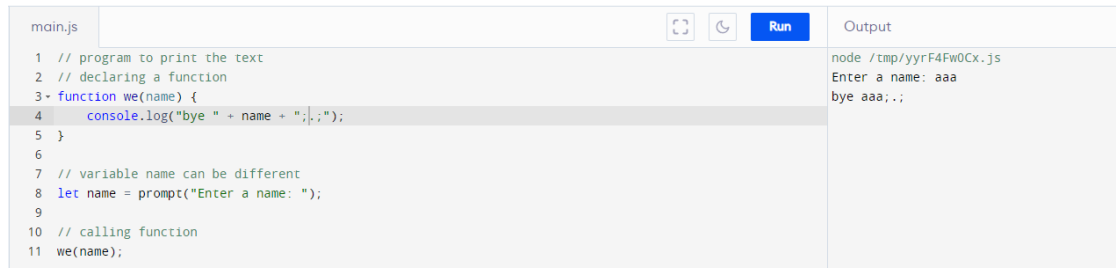 main.js
Run
Output
1 // program to print the text
2 // declaring a function
3 function we(name) {
4     console.log("bye " + name + ";.;");
5 }
6
7 // variable name can be different
8 let name = prompt("Enter a name: ");
9
10 // calling function
11 we(name);
node /tmp/yyrF4Fw0Cx.js
Enter a name: aaa
bye aaa;.;